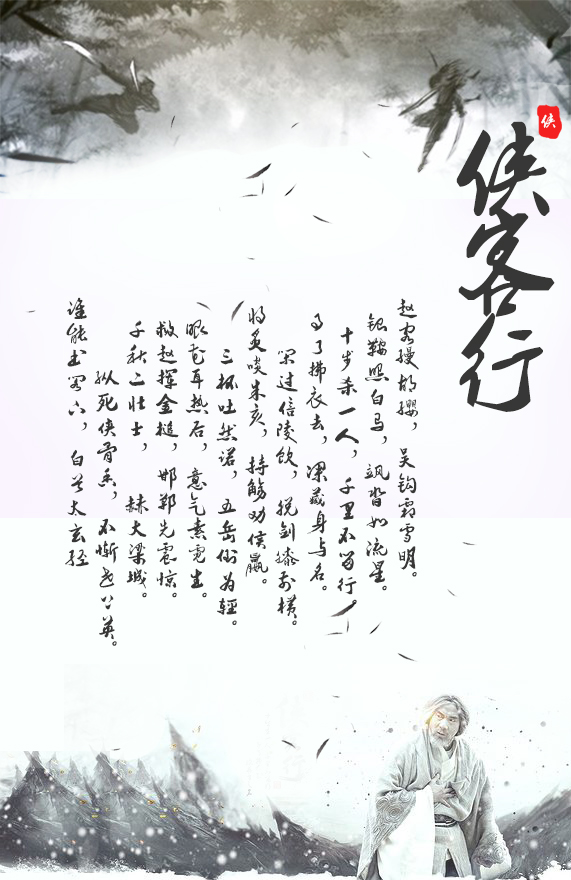 侠
侠客行
赵客缦胡缨，吴钩霜雪明。
银鞍照白马，飒沓如流星。
十步杀一人，千里不留行。
事了拂衣去，深藏身与名。
闲过信陵饮，脱剑膝前横。
将炙啖朱亥，持觞劝侯嬴。
三杯吐然诺，五岳倒为轻。
眼花耳热后，意气素霓生。
救赵挥金槌，邯郸先震惊。
千秋二壮士，赫大梁城。
纵死侠骨香，不惭世上英。
谁能书阁下，白首太玄经